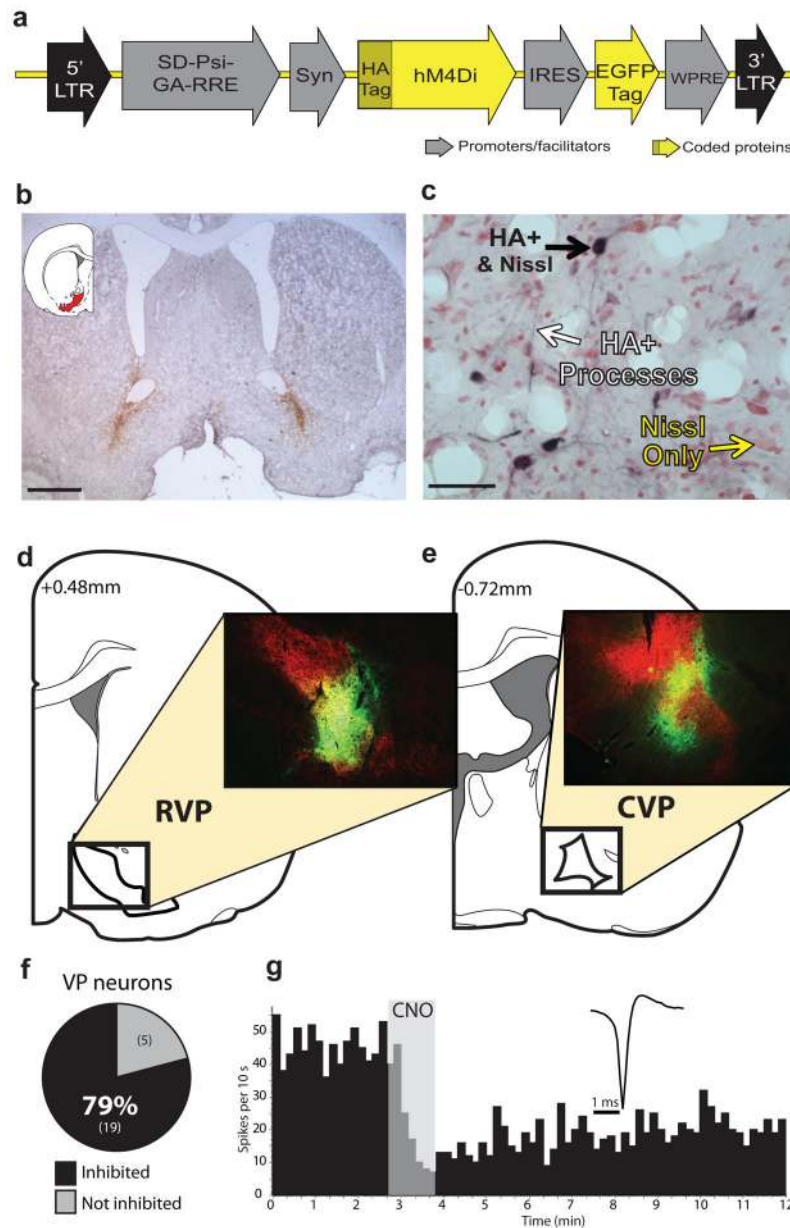 a
5'
LTR
SD-Psi-
GA-RRE
Syn
HA
Tag
hM4Di
IRES
EGFP
Tag
WPRE
3'
LTR
Promoters/facilitators
Coded proteins
b
c
HA+
& Nissl
HA+
Processes
Nissl
Only
d
+0.48mm
RVP
e
-0.72mm
CVP
f
VP neurons
(5)
79%
(19)
Inhibited
Not inhibited
g
CNO
1 ms
Spikes per 10 s
50
40
30
20
10
0
0 1 2 3 4 5 6 7 8 9 10 11 12
Time (min)